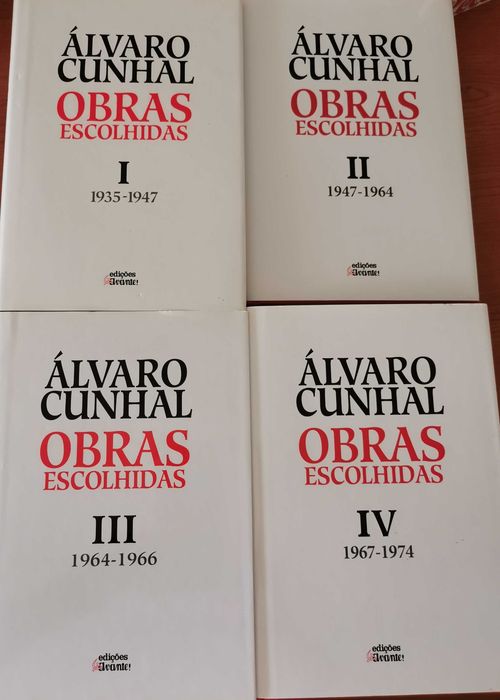 ÁLVARO
CUNHAL
OBRAS
ESCOLHIDAS
I
1935-1947
edições
Avante!
ÁLVARO
CUNHAL
OBRAS
ESCOLHIDAS
II
1947-1964
edições
Avante!
ÁLVARO
CUNHAL
OBRAS
ESCOLHIDAS
III
1964-1966
edições
Avante!
ÁLVARO
CUNHAL
OBRAS
ESCOLHIDAS
IV
1967-1974
edições
Avante!